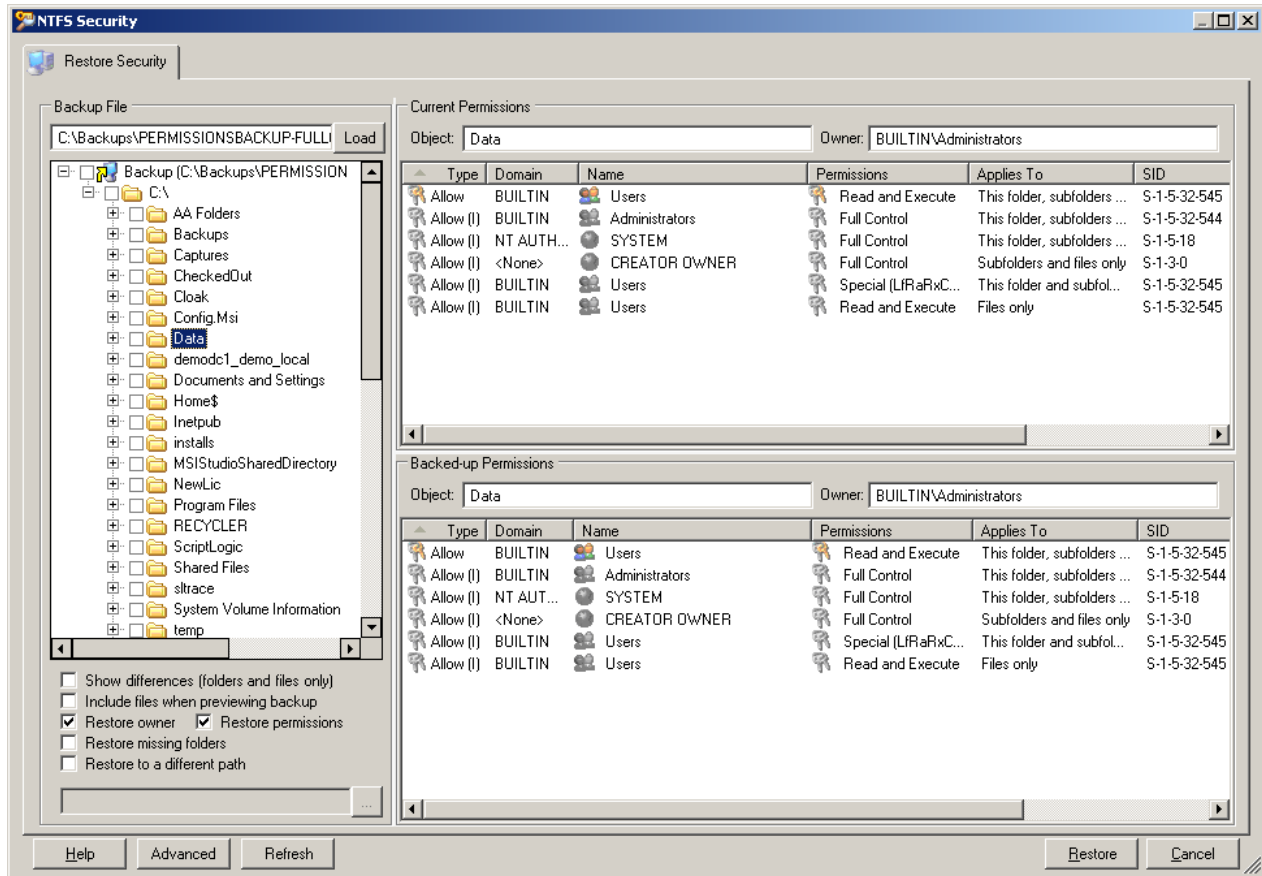 NTFS Security
Restore Security
Backup File
C:\Backups\PERMISSIONSBACKUP-FULL
Load
Backup (C:\Backups\PERMISSION
C:\
AA Folders
Backups
Captures
CheckedOut
Cloak
Config.Msi
Data
demodc1_demo_local
Documents and Settings
Home$
Inetpub
installs
MSIStudioSharedDirectory
NewLic
Program Files
RECYCLER
ScriptLogic
Shared Files
sltrace
System Volume Information
temp
Show differences (folders and files only)
Include files when previewing backup
Restore owner Restore permissions
Restore missing folders
Restore to a different path
...
Current Permissions
Object: Data Owner: BUILTIN\Administrators
Type Domain Name Permissions Applies To SID
Allow BUILTIN Users Read and Execute This folder, subfolders ... S-1-5-32-545
Allow (I) BUILTIN Administrators Full Control This folder, subfolders ... S-1-5-32-544
Allow (I) NT AUTH... SYSTEM Full Control This folder, subfolders ... S-1-5-18
Allow (I) <None> CREATOR OWNER Full Control Subfolders and files only S-1-3-0
Allow (I) BUILTIN Users Special (LfRaRxC... This folder and subfol... S-1-5-32-545
Allow (I) BUILTIN Users Read and Execute Files only S-1-5-32-545
Backed-up Permissions
Object: Data Owner: BUILTIN\Administrators
Type Domain Name Permissions Applies To SID
Allow BUILTIN Users Read and Execute This folder, subfolders ... S-1-5-32-545
Allow (I) BUILTIN Administrators Full Control This folder, subfolders ... S-1-5-32-544
Allow (I) NT AUT... SYSTEM Full Control This folder, subfolders ... S-1-5-18
Allow (I) <None> CREATOR OWNER Full Control Subfolders and files only S-1-3-0
Allow (I) BUILTIN Users Special (LfRaRxC... This folder and subfol... S-1-5-32-545
Allow (I) BUILTIN Users Read and Execute Files only S-1-5-32-545
Help Advanced Refresh Restore Cancel